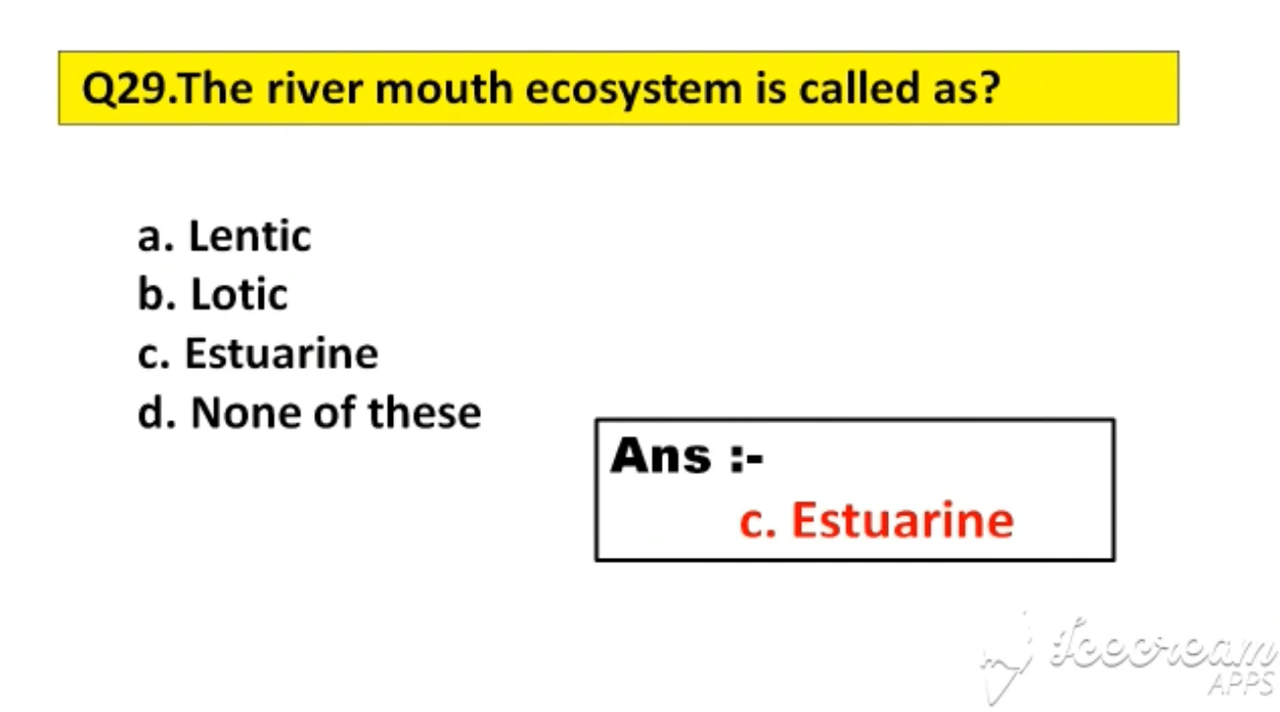 Q29.The river mouth ecosystem is called as?
a. Lentic
b. Lotic
c. Estuarine
d. None of these
Ans :-
c. Estuarine
Icecream
APPS